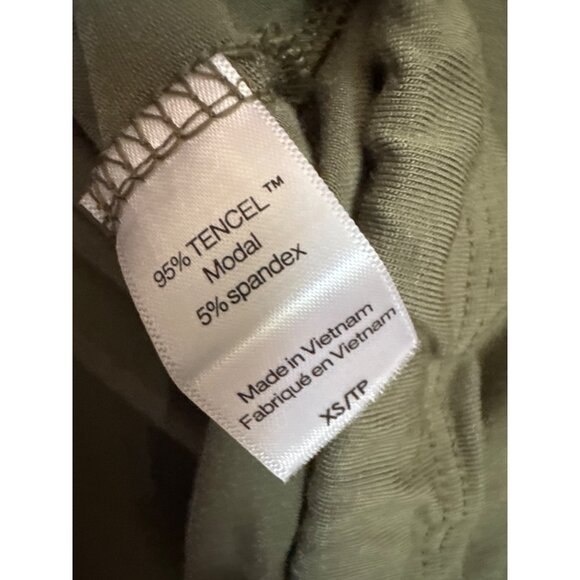 95% TENCEL™
Modal
5%spandex
Made in Vietnam
Fabriqué en Vietnam
XS/TP